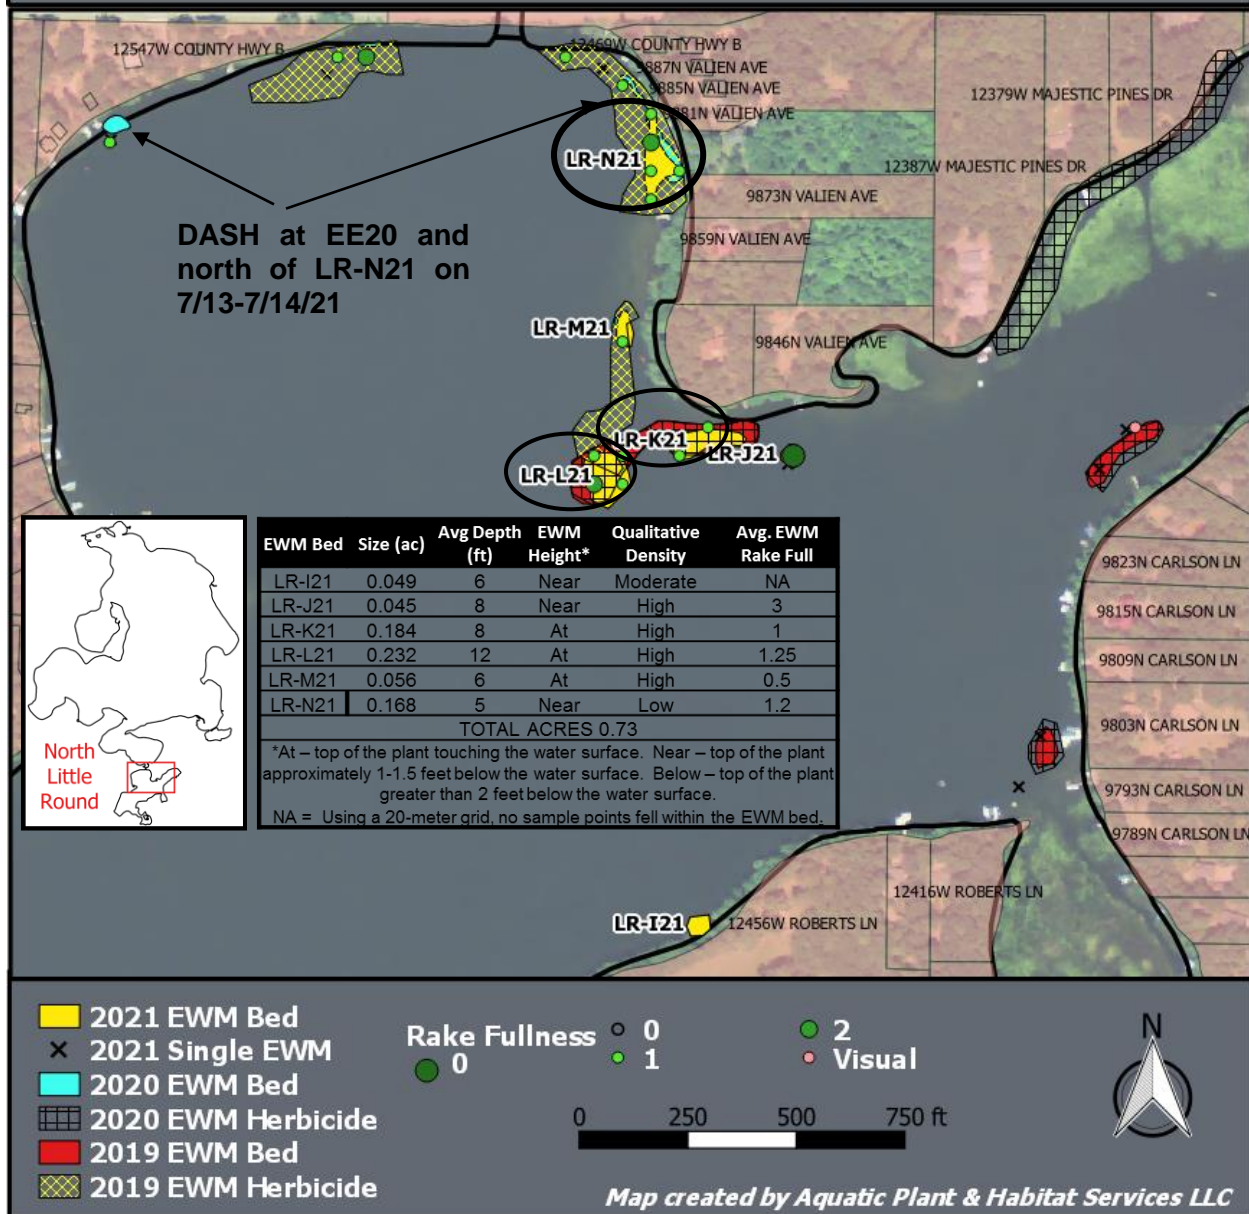 12547W COUNTY HWY B
12469W COUNTY HWY B
9887N VALIEN AVE
9885N VALIEN AVE
9881N VALIEN AVE
12379W MAJESTIC PINES DR
LR-N21
12387W MAJESTIC PINES DR
9873N VALIEN AVE
DASH at EE20 and
north of LR-N21 on
7/13-7/14/21
9859N VALIEN AVE
LR-M21
9846N VALIEN AVE
LR-K21
LR-J21
LR-L21
EWM Bed Size (ac) Avg Depth (ft) EWM Height* Qualitative Density Avg. EWM Rake Full
LR-I21 0.049 6 Near Moderate NA
LR-J21 0.045 8 Near High 3
LR-K21 0.184 8 At High 1
LR-L21 0.232 12 At High 1.25
LR-M21 0.056 6 At High 0.5
LR-N21 0.168 5 Near Low 1.2
TOTAL ACRES 0.73
*At – top of the plant touching the water surface. Near – top of the plant
approximately 1-1.5 feet below the water surface. Below – top of the plant
greater than 2 feet below the water surface.
NA = Using a 20-meter grid, no sample points fell within the EWM bed.
North
Little
Round
9823N CARLSON LN
9815N CARLSON LN
9809N CARLSON LN
9803N CARLSON LN
9793N CARLSON LN
9789N CARLSON LN
12416W ROBERTS LN
LR-I21
12456W ROBERTS LN
2021 EWM Bed
2021 Single EWM
2020 EWM Bed
2020 EWM Herbicide
2019 EWM Bed
2019 EWM Herbicide
Rake Fullness
0
0
1
2
Visual
0 250 500 750 ft
N
Map created by Aquatic Plant & Habitat Services LLC